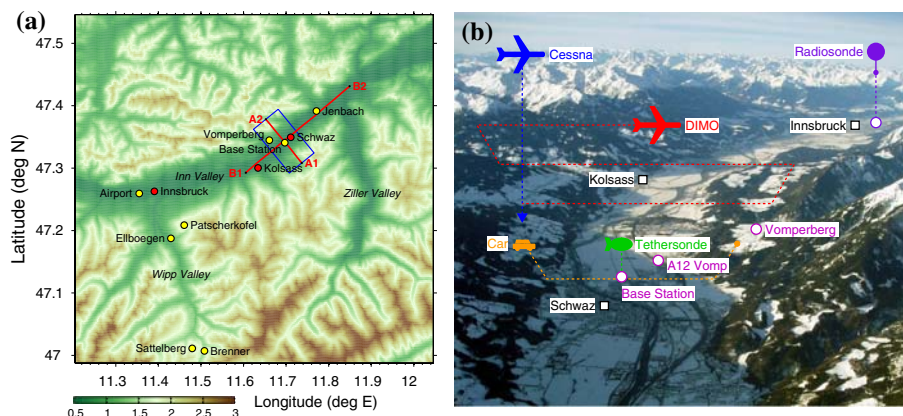 (a)
47.5
47.4
47.3
47.2
47.1
47
Latitude (deg N)
B2
Jenbach
A2
Vomperberg
Schwaz
Base Station
A1
Inn Valley
B1
Kolsass
Airport
Innsbruck
Ziller Valley
Patscherkofel
Ellboegen
Wipp Valley
Sattelberg
Brenner
11.3 11.4 11.5 11.6 11.7 11.8 11.9 12
Longitude (deg E)
0.5 1 1.5 2 2.5 3
(b)
Cessna
Radiosonde
DIMO
Innsbruck
Kolsass
Vomperberg
Car
Tethersonde
A12 Vomp
Base Station
Schwaz